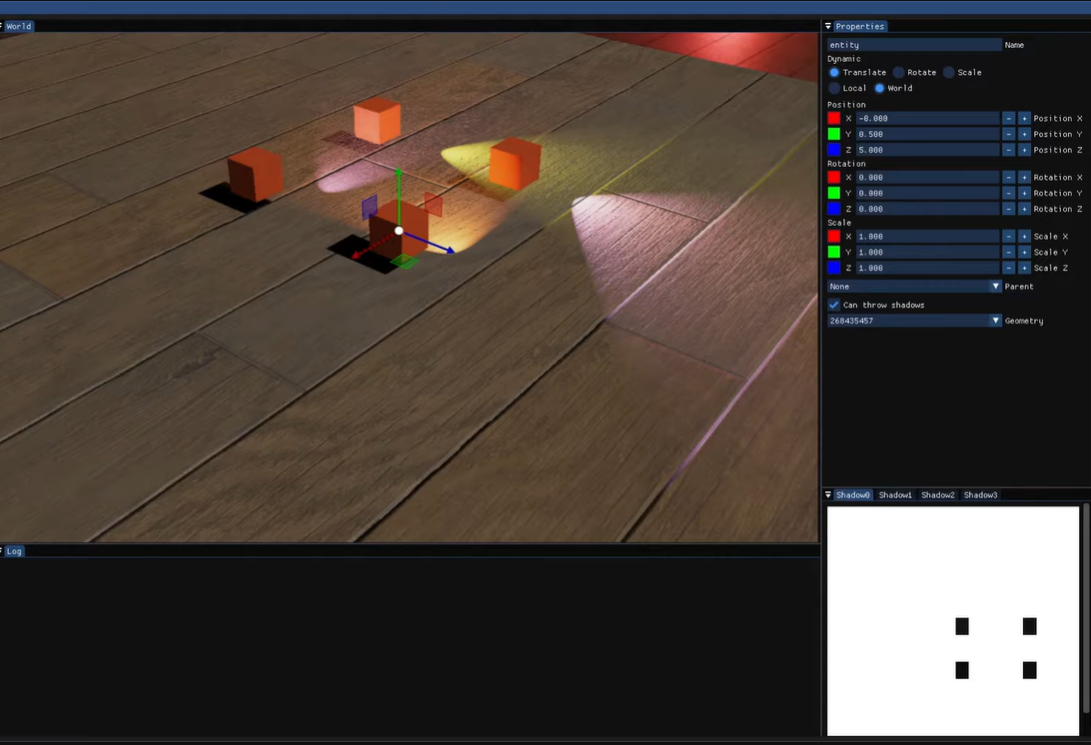 World
Properties
entity Name
Dynamic
Translate Rotate Scale
Local World
Position
X -0.000 - + Position X
Y 0.500 - + Position Y
Z 5.000 - + Position Z
Rotation
X 0.000 - + Rotation X
Y 0.000 - + Rotation Y
Z 0.000 - + Rotation Z
Scale
X 1.000 - + Scale X
Y 1.000 - + Scale Y
Z 1.000 - + Scale Z
None Parent
Can throw shadows
268435457 Geometry
Shadow0 Shadow1 Shadow2 Shadow3
Log